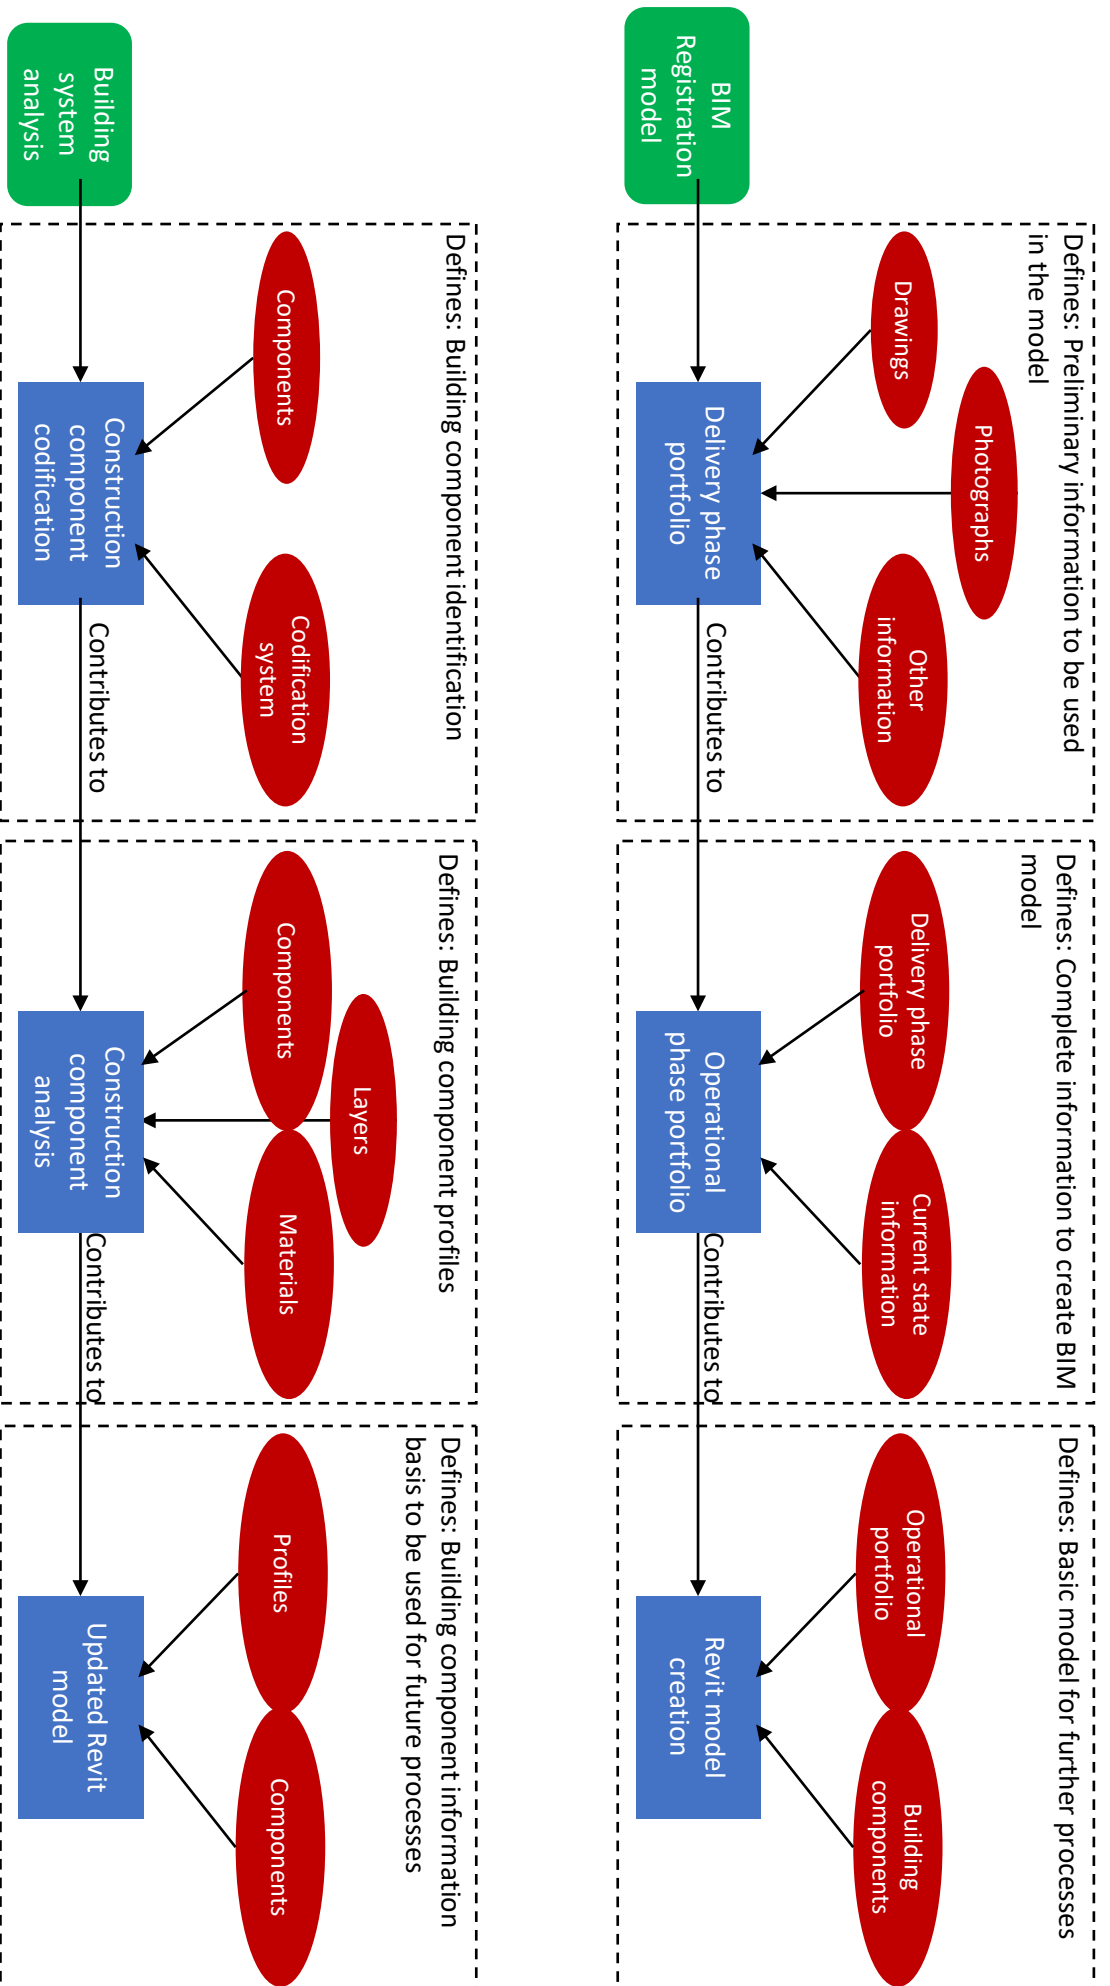 BIM
Registration
model
Defines: Preliminary information to be used
in the model
Drawings
Photographs
Other
information
Delivery phase
portfolio
Contributes to
Defines: Complete information to create BIM
model
Delivery phase
portfolio
Current state
information
Operational
phase portfolio
Contributes to
Defines: Basic model for further processes
Operational
portfolio
Building
components
Revit model
creation
Building
system
analysis
Defines: Building component identification
Components
Codification
system
Construction
component
codification
Contributes to
Defines: Building component profiles
Components
Layers
Materials
Construction
component
analysis
Contributes to
Defines: Building component information
basis to be used for future processes
Profiles
Components
Updated Revit
model